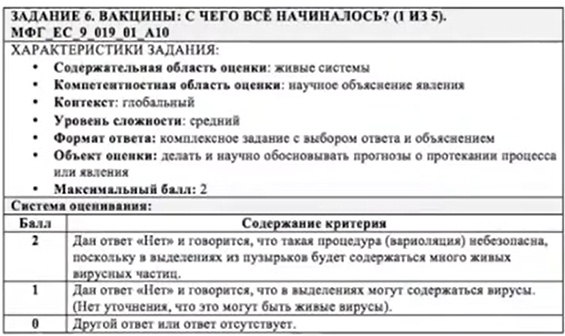 ЗАДАНИЕ 6. ВАКЦИНЫ: С ЧЕГО ВСЁ НАЧИНАЛОСЬ? (1 ИЗ 5).
МФГ_ЕС_9_019_01_А10
ХАРАКТЕРИСТИКИ ЗАДАНИЯ:
• Содержательная область оценки: живые системы
• Компетентностная область оценки: научное объяснение явления
• Контекст: глобальный
• Уровень сложности: средний
• Формат ответа: комплексное задание с выбором ответа и объяснением
• Объект оценки: делать и научно обосновывать прогнозы о протекании процесса
или явления
• Максимальный балл: 2
Система оценивания:
Балл Содержание критерия
2 Дан ответ «Нет» и говорится, что такая процедура (вариоляция) небезопасна,
поскольку в выделениях из пузырьков будет содержаться много живых
вирусных частиц.
1 Дан ответ «Нет» и говорится, что в выделениях могут содержаться вирусы.
(Нет уточнения, что это могут быть живые вирусы).
0 Другой ответ или ответ отсутствует.